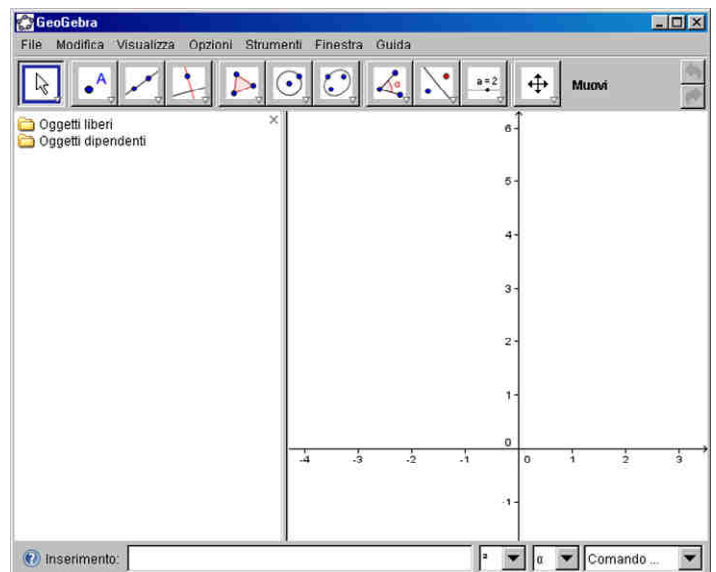 GeoGebra
File Modifica Visualizza Opzioni Strumenti Finestra Guida
A α a = 2 Muovi
Oggetti liberi
Oggetti dipendenti
6
5
4
3
2
1
0
-4 -3 -2 -1 0 1 2 3
-1
Inserimento: ² α Comando ...